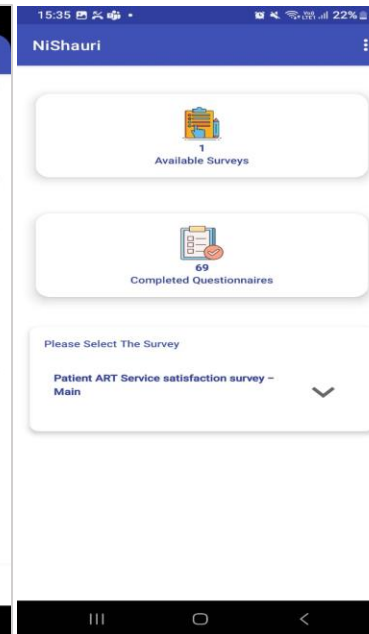 15:35
22%
NiShauri
1
Available Surveys
69
Completed Questionnaires
Please Select The Survey
Patient ART Service satisfaction survey –
Main